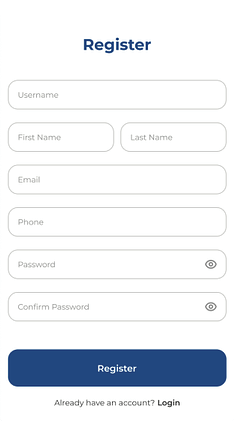 Register
Username
First Name
Last Name
Email
Phone
Password
Confirm Password
Register
Already have an account? Login